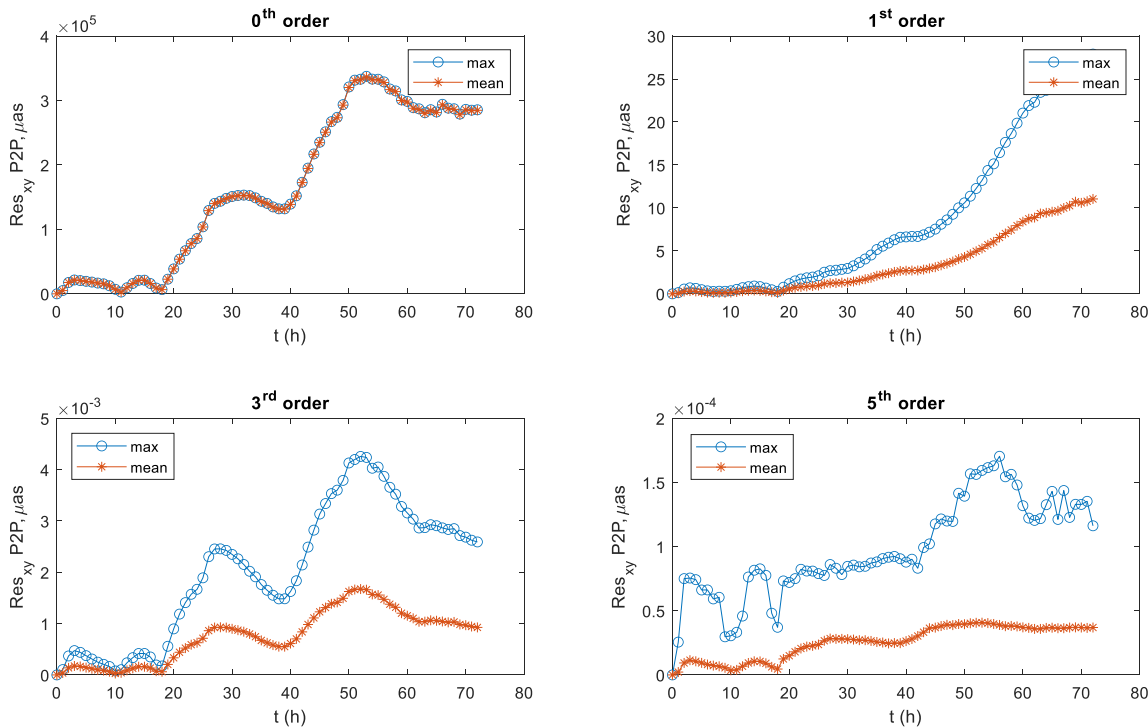 0th order
×10^5
Res_xy P2P, μas
4
3
2
1
0
0 10 20 30 40 50 60 70 80
t (h)
max
mean
1st order
Res_xy P2P, μas
30
25
20
15
10
5
0
0 10 20 30 40 50 60 70 80
t (h)
max
mean
3rd order
×10^-3
Res_xy P2P, μas
5
4
3
2
1
0
0 10 20 30 40 50 60 70 80
t (h)
max
mean
5th order
×10^-4
Res_xy P2P, μas
2
1.5
1
0.5
0
0 10 20 30 40 50 60 70 80
t (h)
max
mean